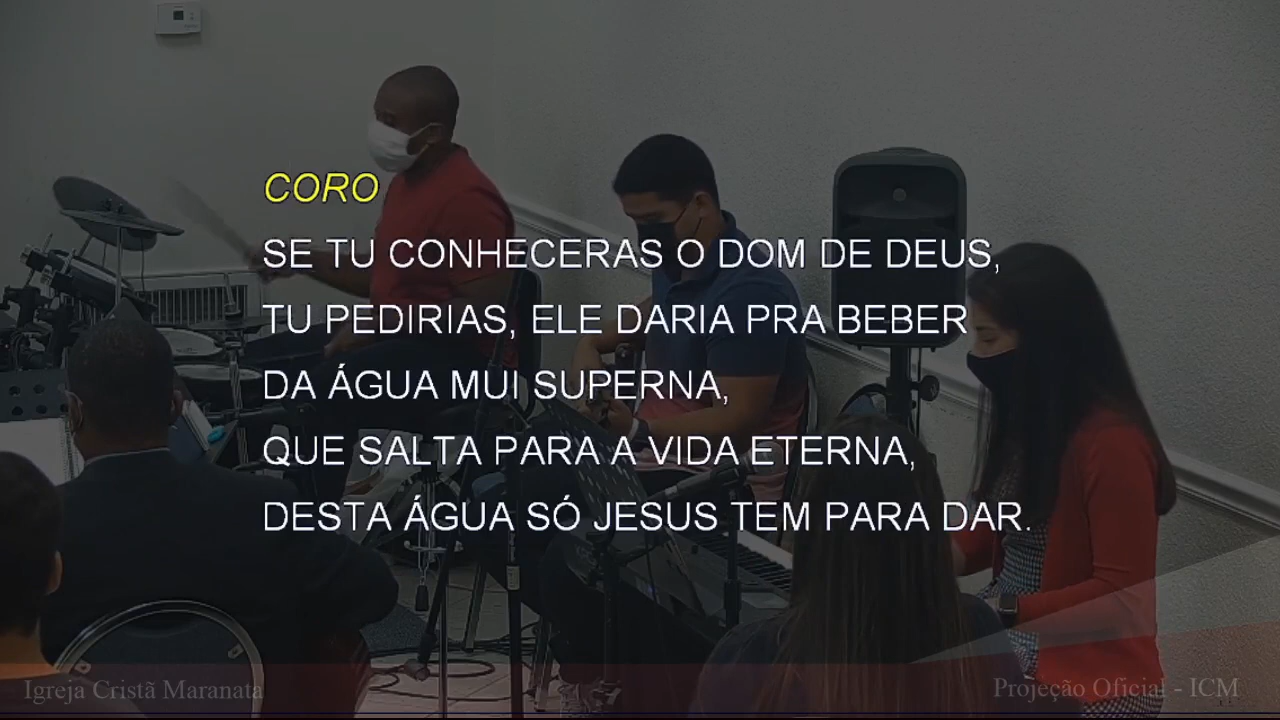 CORO
SE TU CONHECERAS O DOM DE DEUS,
TU PEDIRIAS, ELE DARIA PRA BEBER
DA ÁGUA MUI SUPERNA,
QUE SALTA PARA A VIDA ETERNA,
DESTA ÁGUA SÓ JESUS TEM PARA DAR.
Igreja Cristã Maranata
Projeção Oficial - ICM